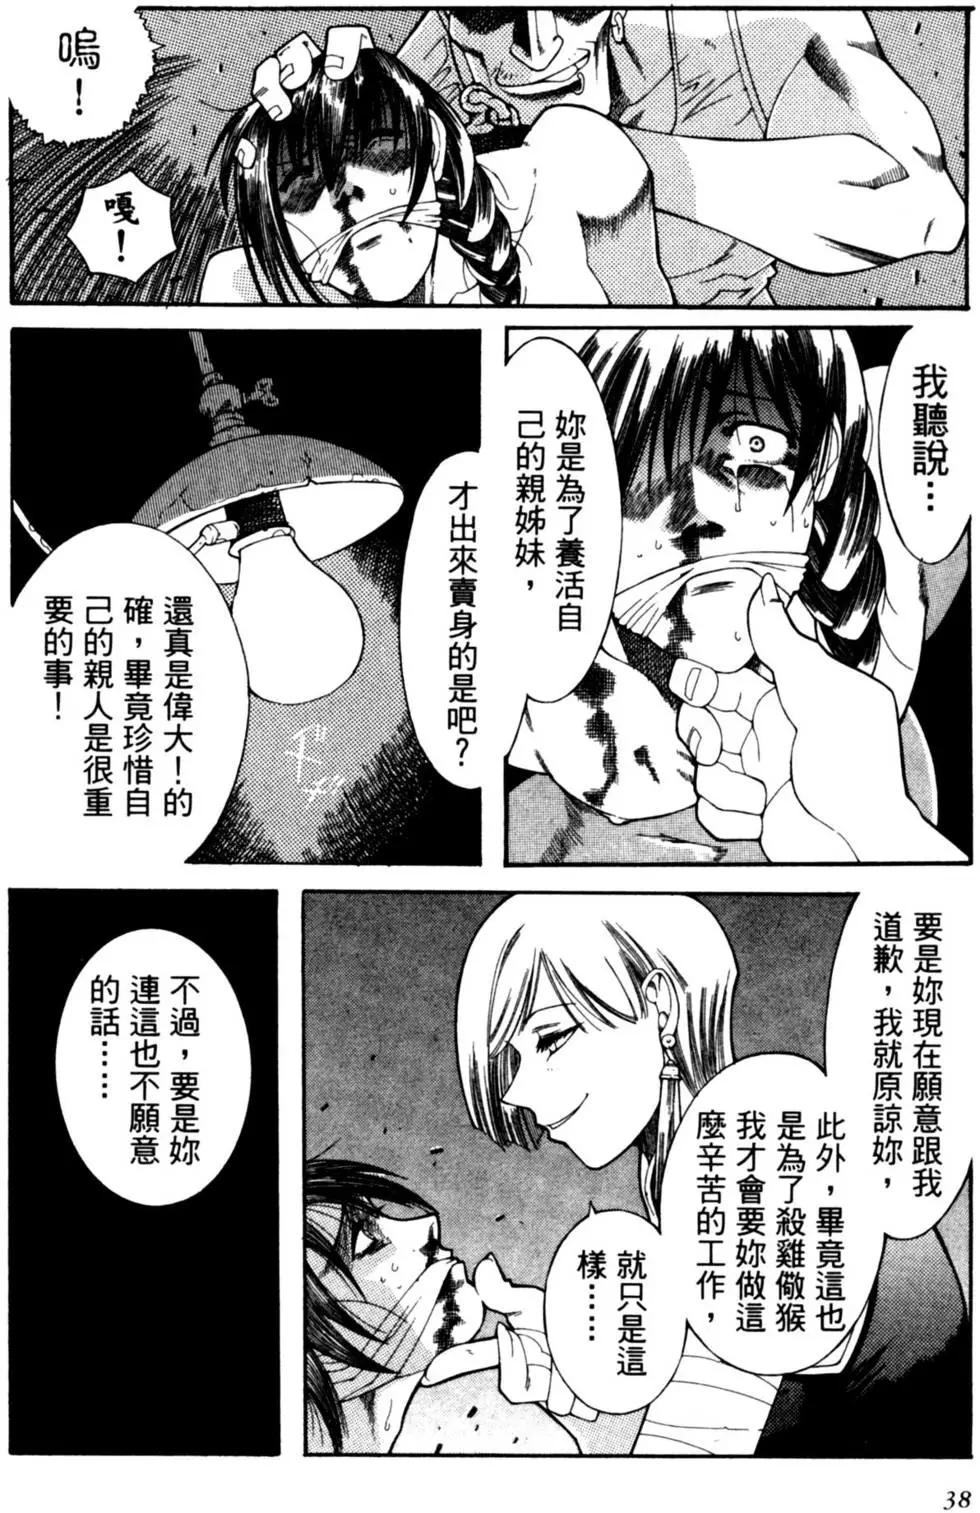 嗚！
嘎！
我聽說…
妳是為了養活自
己的親姊妹，
才出來賣身的是吧？
還真是偉大！的
確，畢竟珍惜自
己的親人是很重
要的事！
要是妳現在願意跟我
道歉，我就原諒妳，
此外，畢竟這也
是為了殺雞儆猴
我才會要妳做這
麼辛苦的工作，
就只是這
樣……
不過，要是妳
連這也不願意
的話……
38